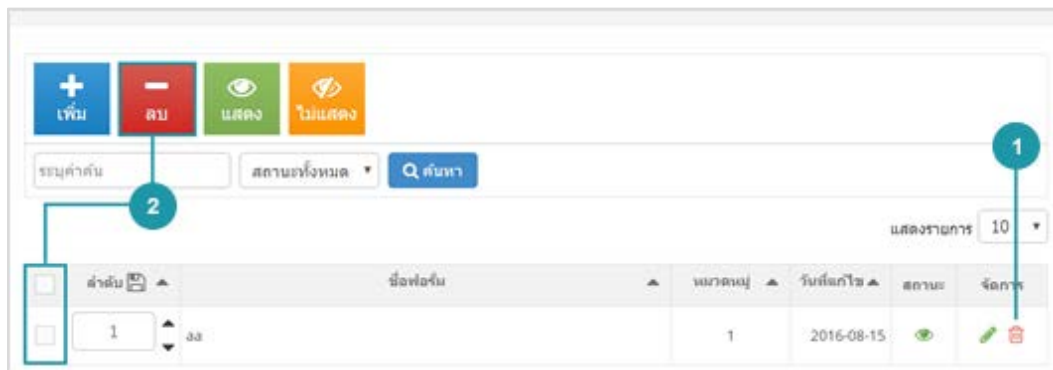 เพิ่ม ลบ แสดง ไม่แสดง
ระบุคำค้น สถานะทั้งหมด ค้นหา
1
2
แสดงรายการ 10
ลำดับ ชื่อฟอร์ม หมวดหมู่ วันที่แก้ไข สถานะ จัดการ
1 งง 1 2016-08-15